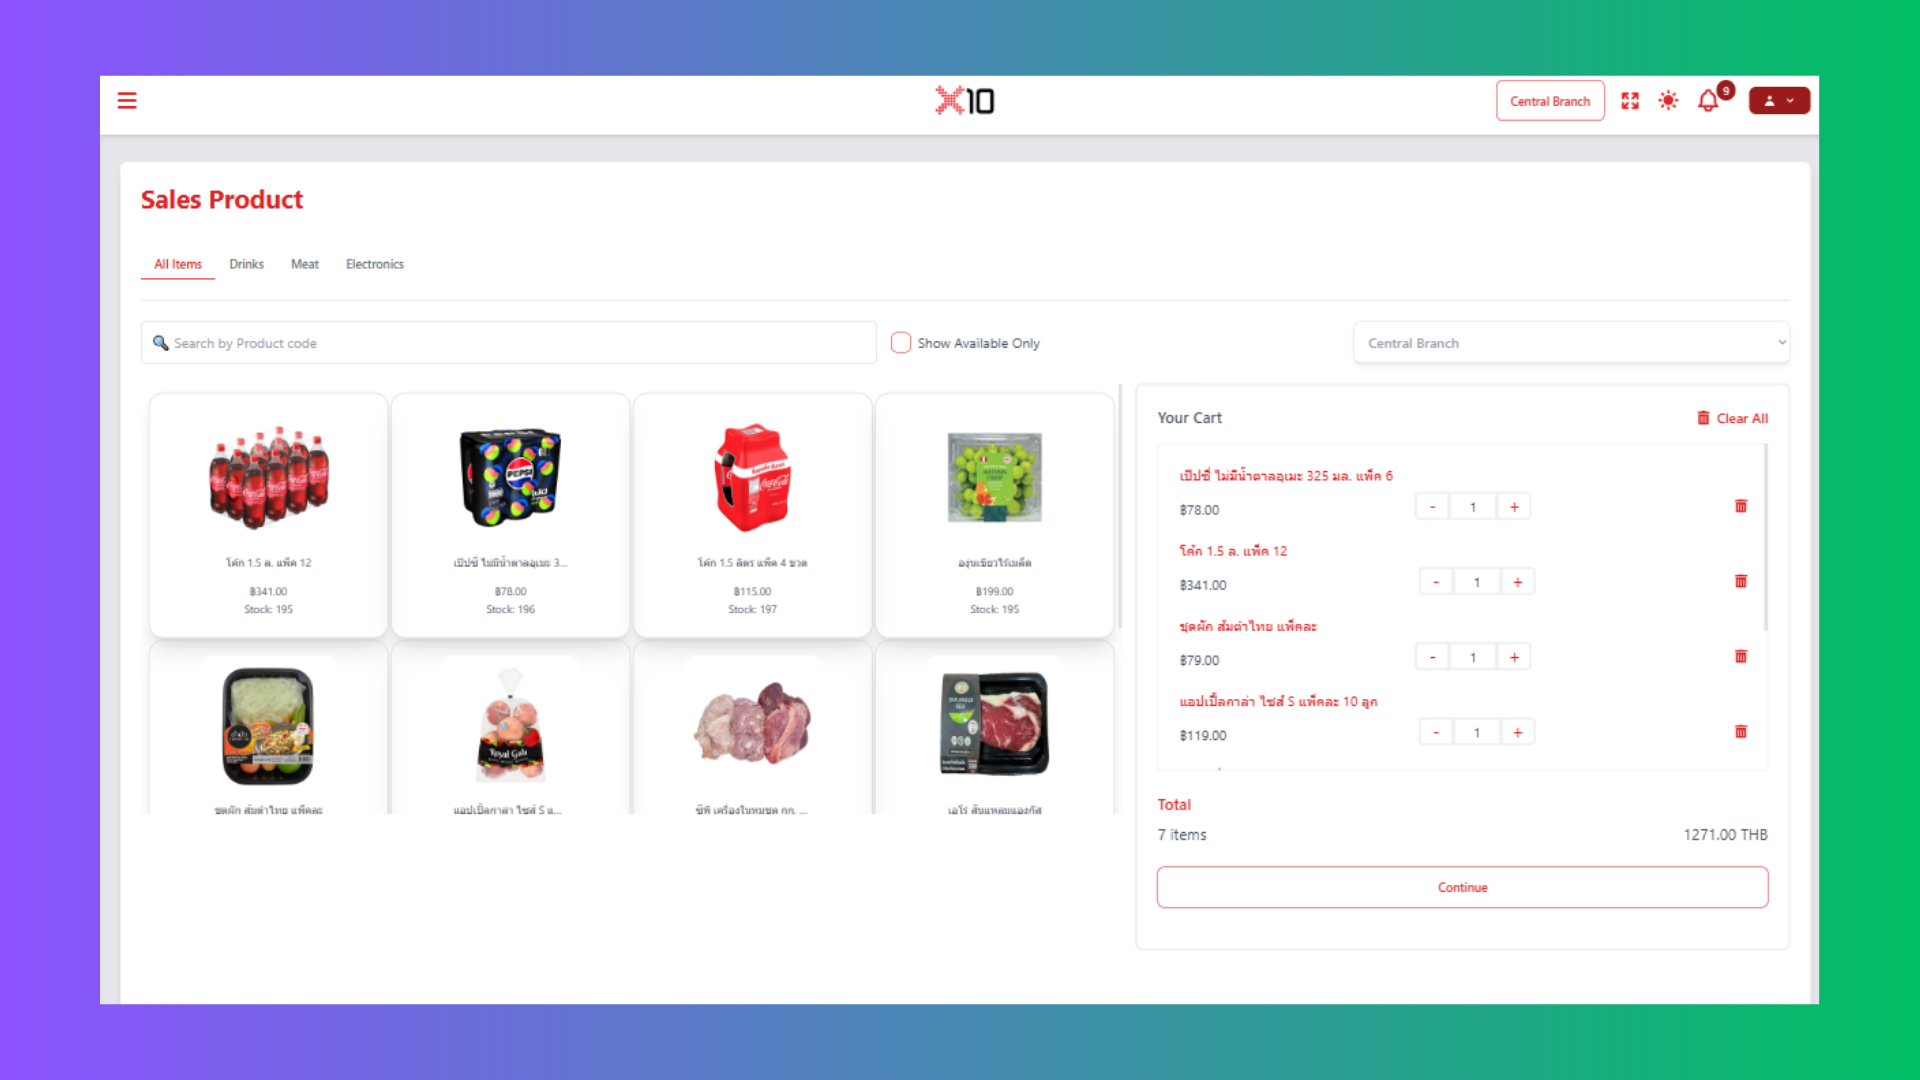 X10
Central Branch
9
Sales Product
All Items Drinks Meat Electronics
Search by Product code
Show Available Only
Central Branch
โค้ก 1.5 ล. แพ็ค 12
฿341.00
Stock: 195
เป๊ปซี่ ไม่มีน้ำตาลอุเมะ 3...
฿78.00
Stock: 196
โค้ก 1.5 ลิตร แพ็ค 4 ขวด
฿115.00
Stock: 197
องุ่นเขียวไร้เมล็ด
฿199.00
Stock: 195
PEPSI
Coca-Cola
Royal Gala
ชุดผัก ส้มตำไทย แพ็คละ
แอปเปิ้ลกาล่า ไซส์ S แ...
ซีพี เครื่องในหมูชุด กก. ...
เอโร่ สันแหลมแองกัส
Your Cart
Clear All
เป๊ปซี่ ไม่มีน้ำตาลอุเมะ 325 มล. แพ็ค 6
฿78.00 - 1 +
โค้ก 1.5 ล. แพ็ค 12
฿341.00 - 1 +
ชุดผัก ส้มตำไทย แพ็คละ
฿79.00 - 1 +
แอปเปิ้ลกาล่า ไซส์ S แพ็คละ 10 ลูก
฿119.00 - 1 +
Total
7 items 1271.00 THB
Continue